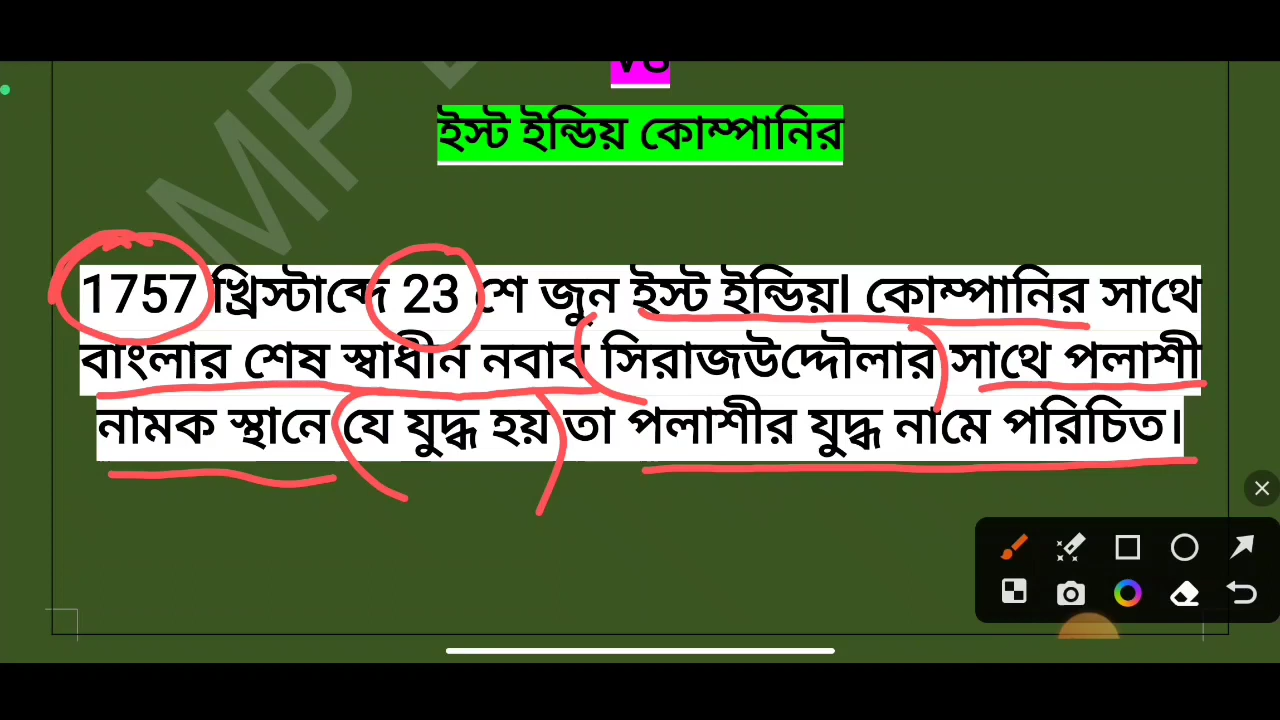 ইস্ট ইন্ডিয় কোম্পানির
1757 খ্রিস্টাব্দে 23 শে জুন ইস্ট ইন্ডিয়া কোম্পানির সাথে
বাংলার শেষ স্বাধীন নবাব সিরাজউদ্দৌলার সাথে পলাশী
নামক স্থানে যে যুদ্ধ হয় তা পলাশীর যুদ্ধ নামে পরিচিত।